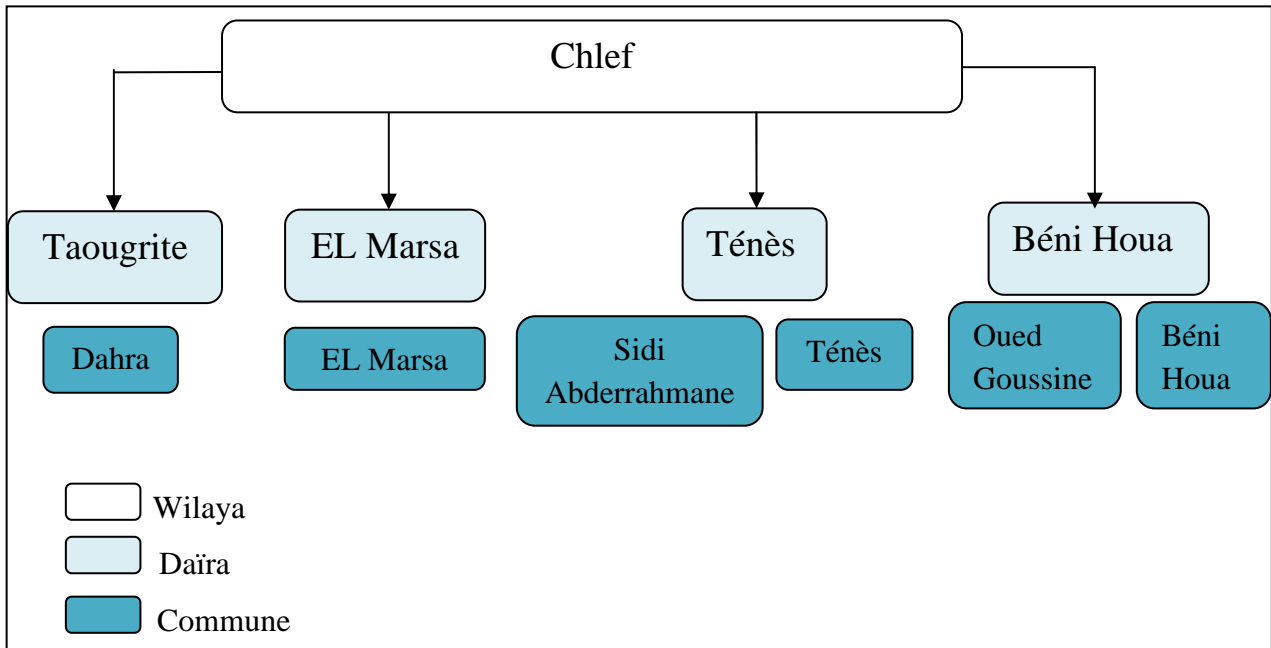 Chlef
Taougrite
EL Marsa
Ténès
Béni Houa
Dahra
EL Marsa
Sidi
Abderrahmane
Ténès
Oued
Goussine
Béni
Houa
Wilaya
Daïra
Commune